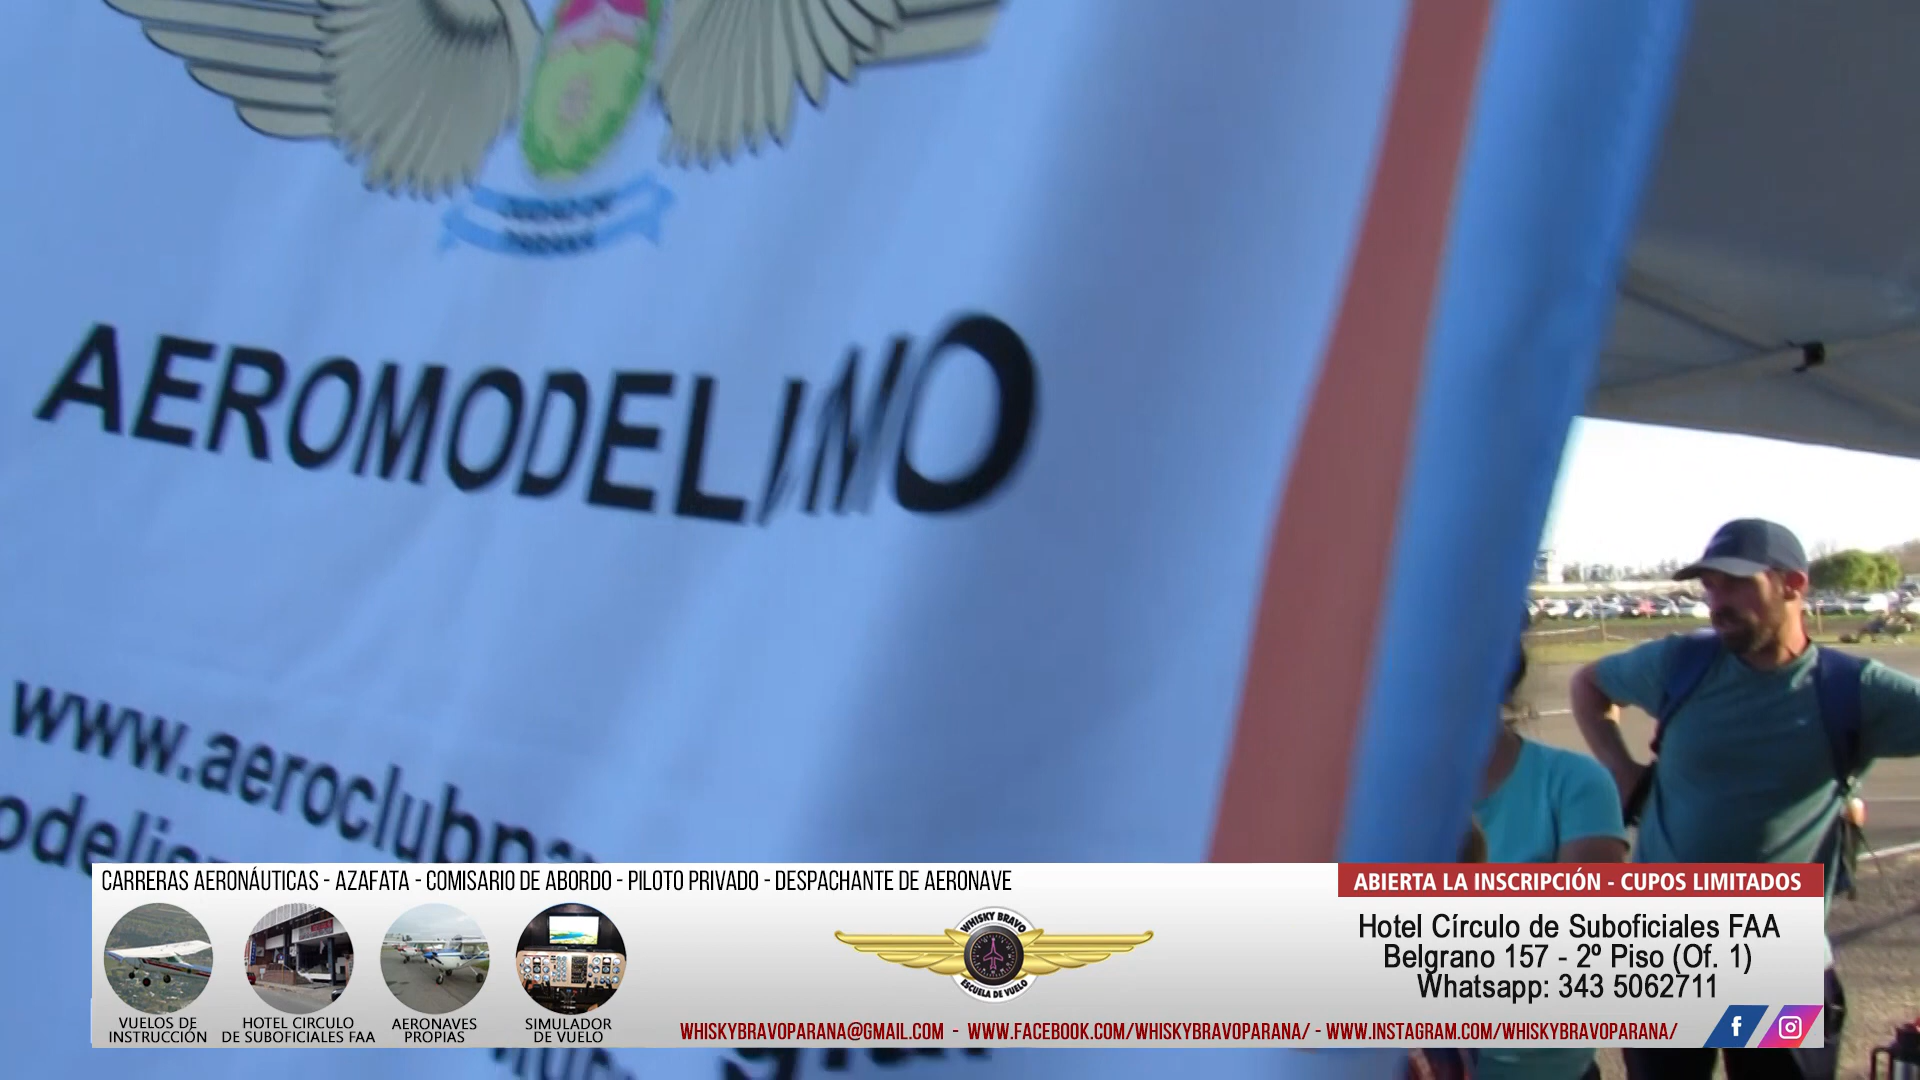 AEROMODELI
www.aeroclubpa
CARRERAS AERONÁUTICAS - AZAFATA - COMISARIO DE ABORDO - PILOTO PRIVADO - DESPACHANTE DE AERONAVE
ABIERTA LA INSCRIPCIÓN - CUPOS LIMITADOS
Hotel Círculo de Suboficiales FAA
Belgrano 157 - 2º Piso (Of. 1)
Whatsapp: 343 5062711
WHISKY BRAVO
ESCUELA DE VUELO
VUELOS DE
INSTRUCCIÓN
HOTEL CIRCULO
DE SUBOFICIALES FAA
AERONAVES
PROPIAS
SIMULADOR
DE VUELO
WHISKYBRAVOPARANA@GMAIL.COM - WWW.FACEBOOK.COM/WHISKYBRAVOPARANA/ - WWW.INSTAGRAM.COM/WHISKYBRAVOPARANA/